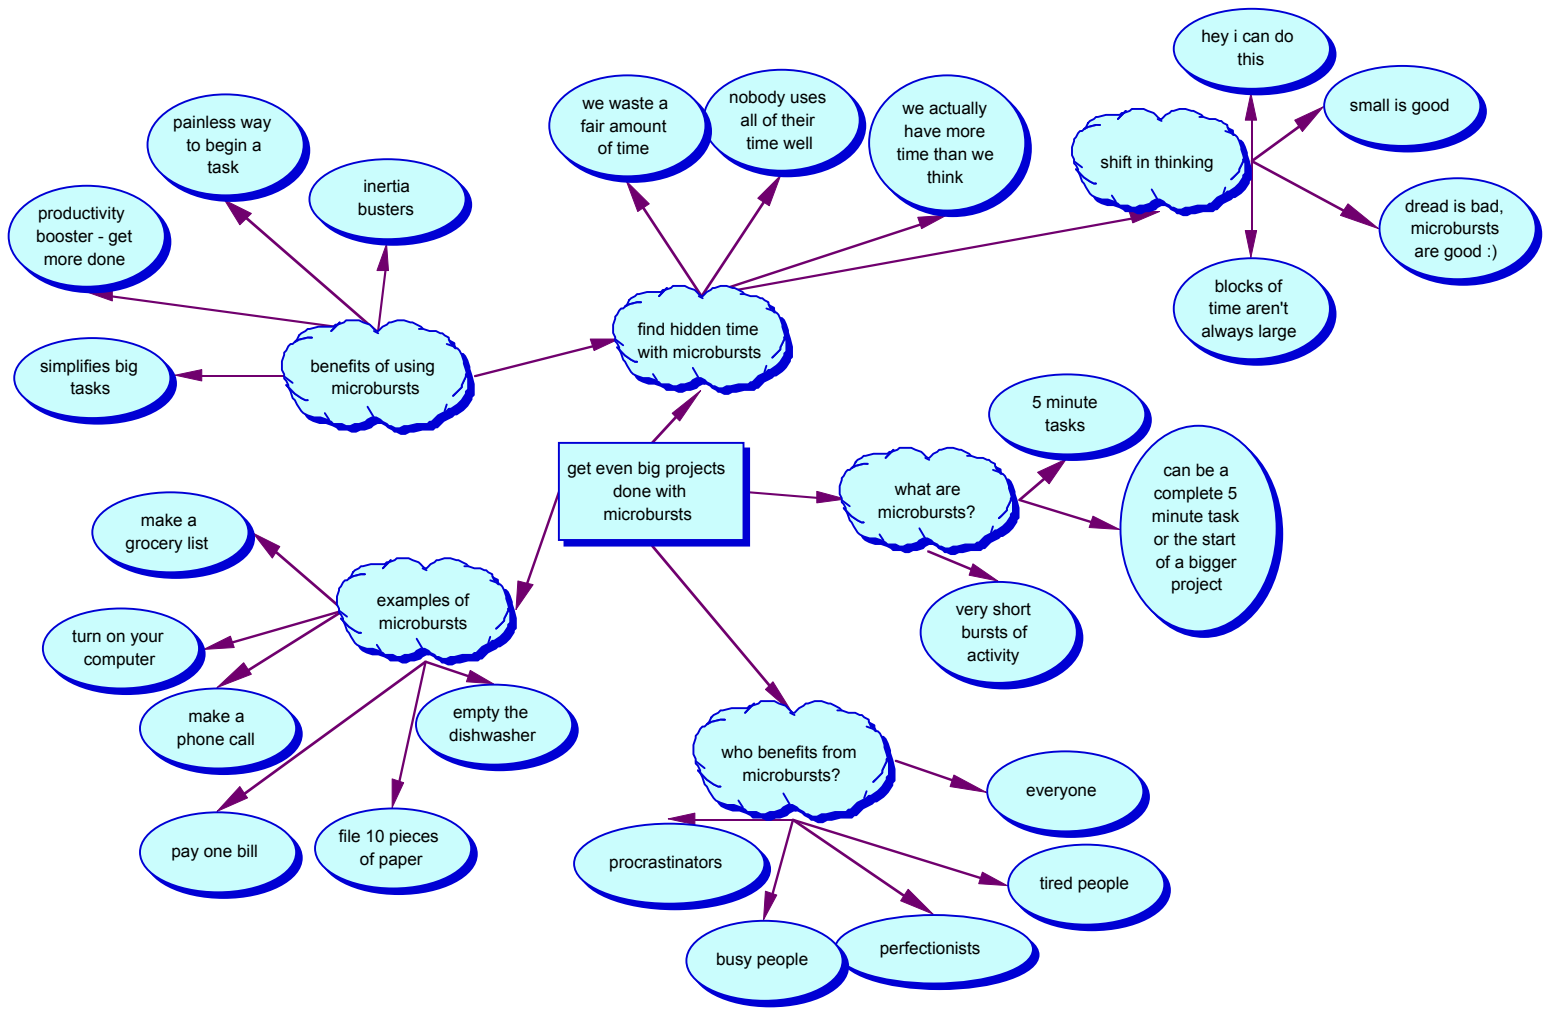 hey i can do
this
small is good
shift in thinking
dread is bad,
microbursts
are good :)
blocks of
time aren't
always large
we waste a
fair amount
of time
nobody uses
all of their
time well
we actually
have more
time than we
think
painless way
to begin a
task
inertia
busters
productivity
booster - get
more done
simplifies big
tasks
benefits of using
microbursts
find hidden time
with microbursts
get even big projects
done with
microbursts
what are
microbursts?
5 minute
tasks
can be a
complete 5
minute task
or the start
of a bigger
project
very short
bursts of
activity
make a
grocery list
examples of
microbursts
turn on your
computer
make a
phone call
empty the
dishwasher
pay one bill
file 10 pieces
of paper
who benefits from
microbursts?
everyone
procrastinators
tired people
busy people
perfectionists